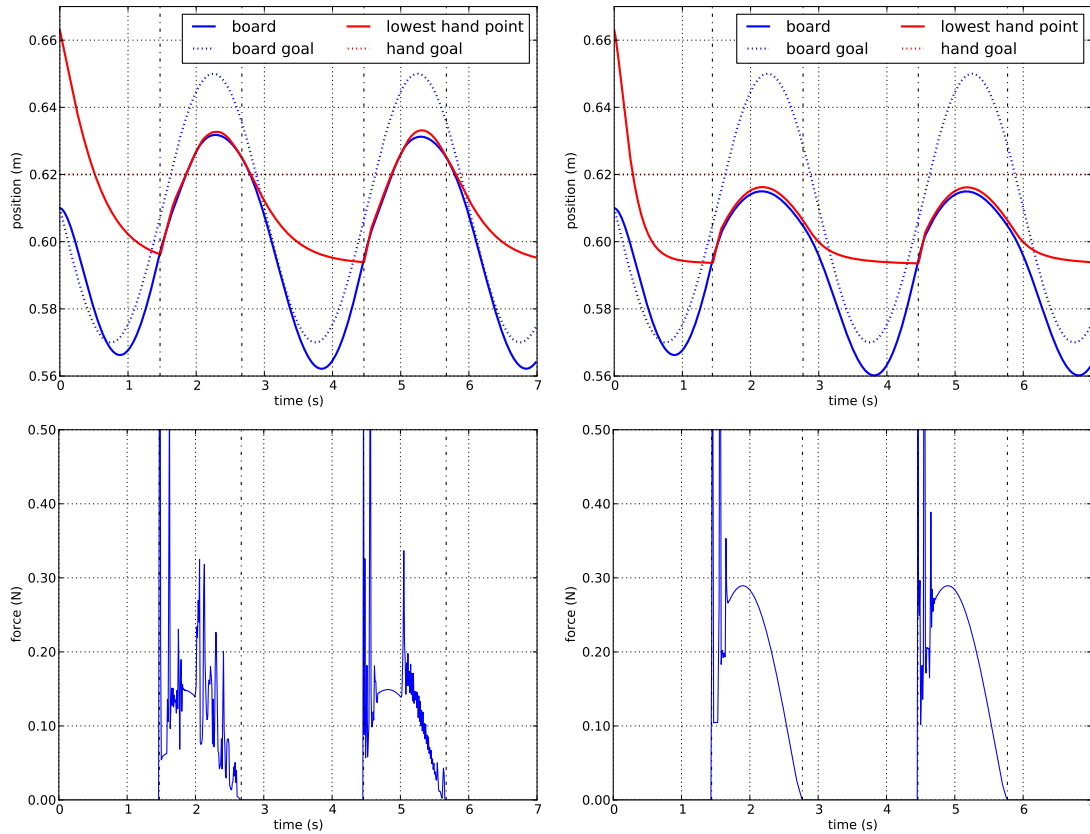 board
board goal
lowest hand point
hand goal
0.66
0.64
0.62
0.60
0.58
0.56
position (m)
0 1 2 3 4 5 6 7
time (s)
board
board goal
lowest hand point
hand goal
0.66
0.64
0.62
0.60
0.58
0.56
position (m)
0 1 2 3 4 5 6 7
time (s)
0.50
0.40
0.30
0.20
0.10
0.00
force (N)
0 1 2 3 4 5 6 7
time (s)
0.50
0.40
0.30
0.20
0.10
0.00
force (N)
0 1 2 3 4 5 6 7
time (s)